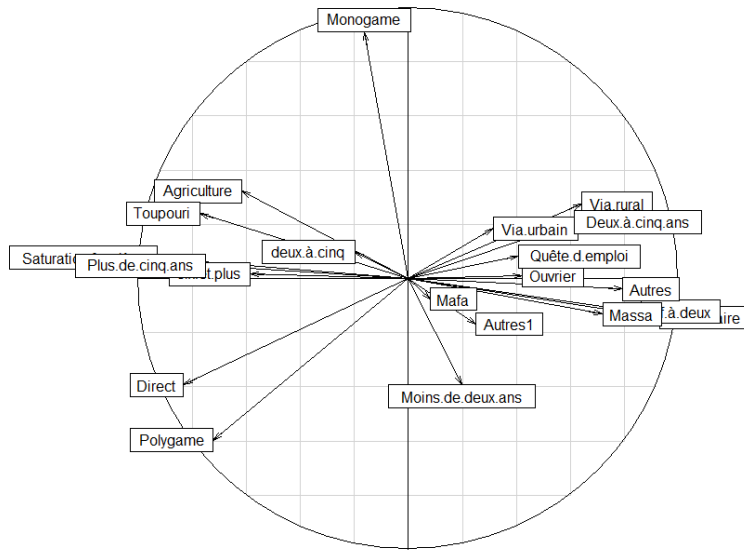 Monogame
Agriculture
Toupouri
Via.rural
Deux.à.cinq.ans
Via.urbain
deux.à.cinq
Quête.d.emploi
Plus.de.cinq.ans
Ouvrier
Autres
Mafa
Massa
Autres1
Direct
Moins.de.deux.ans
Polygame